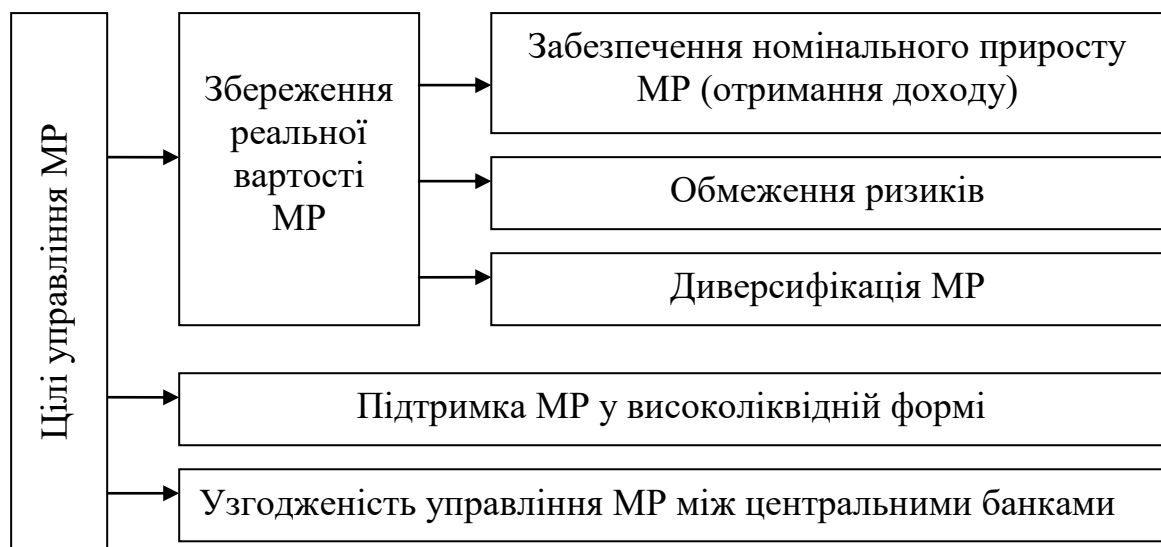 Цілі управління МР
Збереження
реальної
вартості
МР
Забезпечення номінального приросту
МР (отримання доходу)
Обмеження ризиків
Диверсифікація МР
Підтримка МР у високоліквідній формі
Узгодженість управління МР між центральними банками